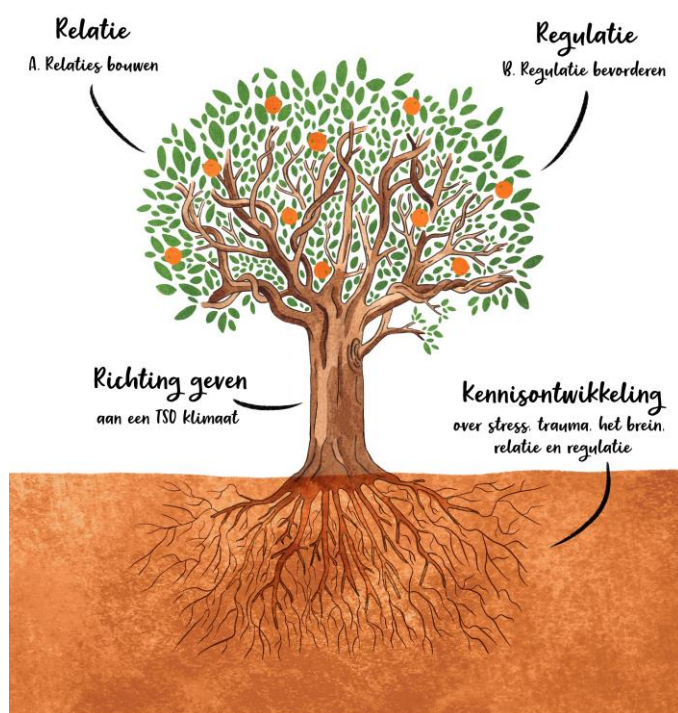 Relatie
A. Relaties bouwen
Regulatie
B. Regulatie bevorderen
Richting geven
aan een TSO klimaat
Kennisontwikkeling
over stress, trauma, het brein,
relatie en regulatie